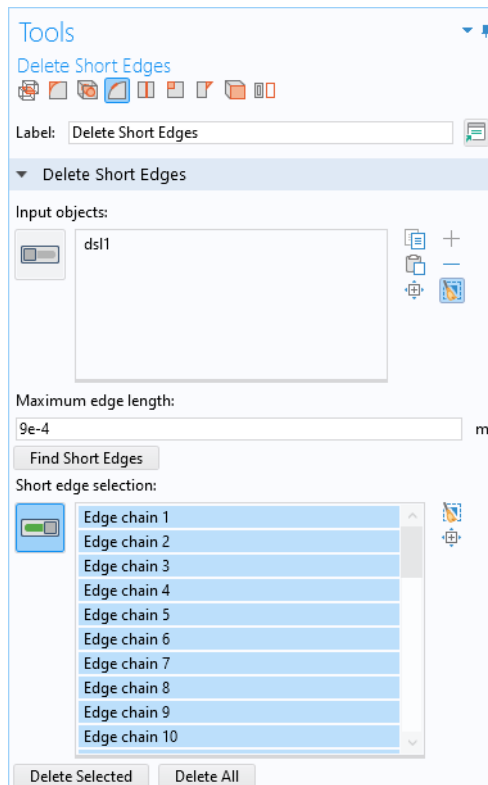 Tools
Delete Short Edges
Label: Delete Short Edges
Delete Short Edges
Input objects:
dsl1
Maximum edge length:
9e-4 m
Find Short Edges
Short edge selection:
Edge chain 1
Edge chain 2
Edge chain 3
Edge chain 4
Edge chain 5
Edge chain 6
Edge chain 7
Edge chain 8
Edge chain 9
Edge chain 10
Delete Selected Delete All